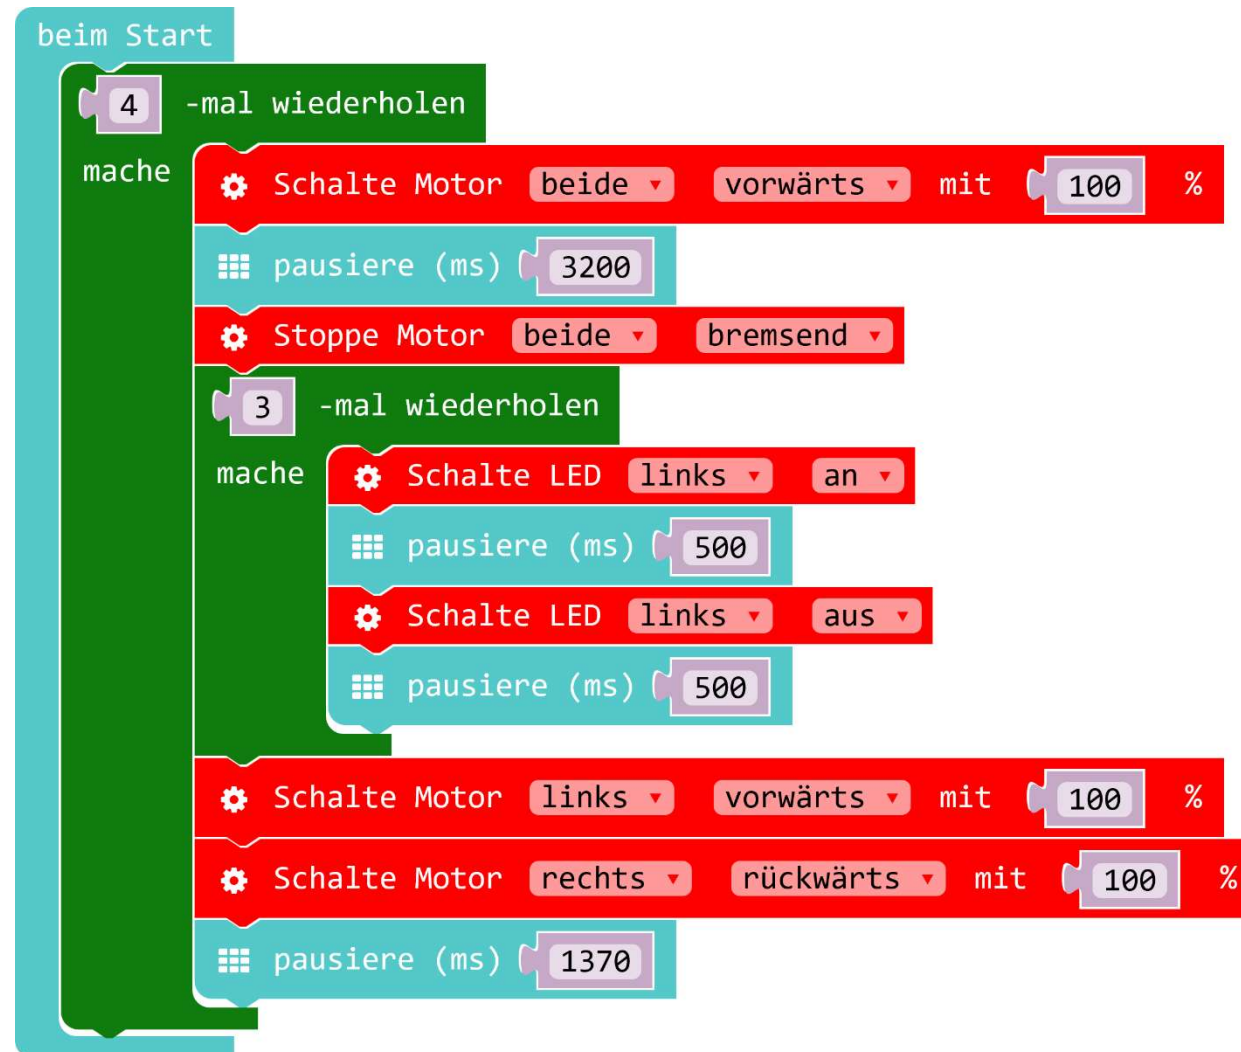 beim Start
4 -mal wiederholen
mache
Schalte Motor beide vorwärts mit 100 %
pausiere (ms) 3200
Stoppe Motor beide bremsend
3 -mal wiederholen
mache
Schalte LED links an
pausiere (ms) 500
Schalte LED links aus
pausiere (ms) 500
Schalte Motor links vorwärts mit 100 %
Schalte Motor rechts rückwärts mit 100 %
pausiere (ms) 1370